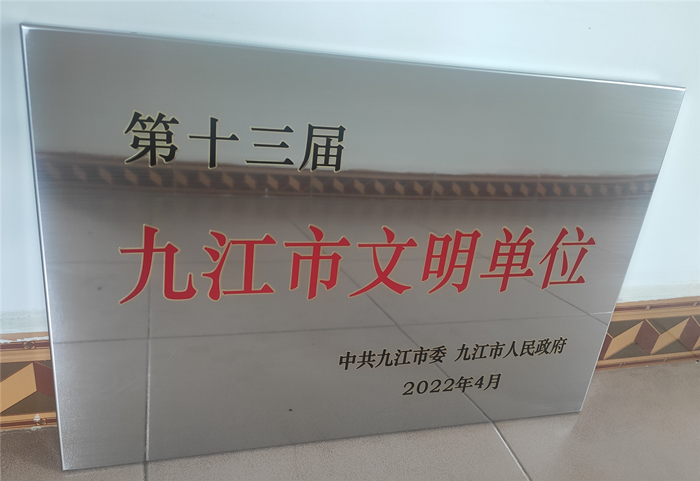 第十三届
九江市文明单位
中共九江市委 九江市人民政府
2022年4月